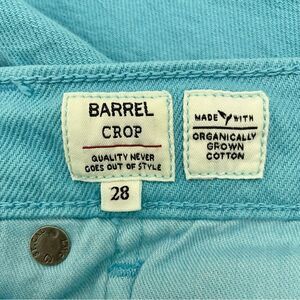 BARREL
CROP
QUALITY NEVER
GOES OUT OF STYLE
28
MADE WITH
ORGANICALLY
GROWN
COTTON